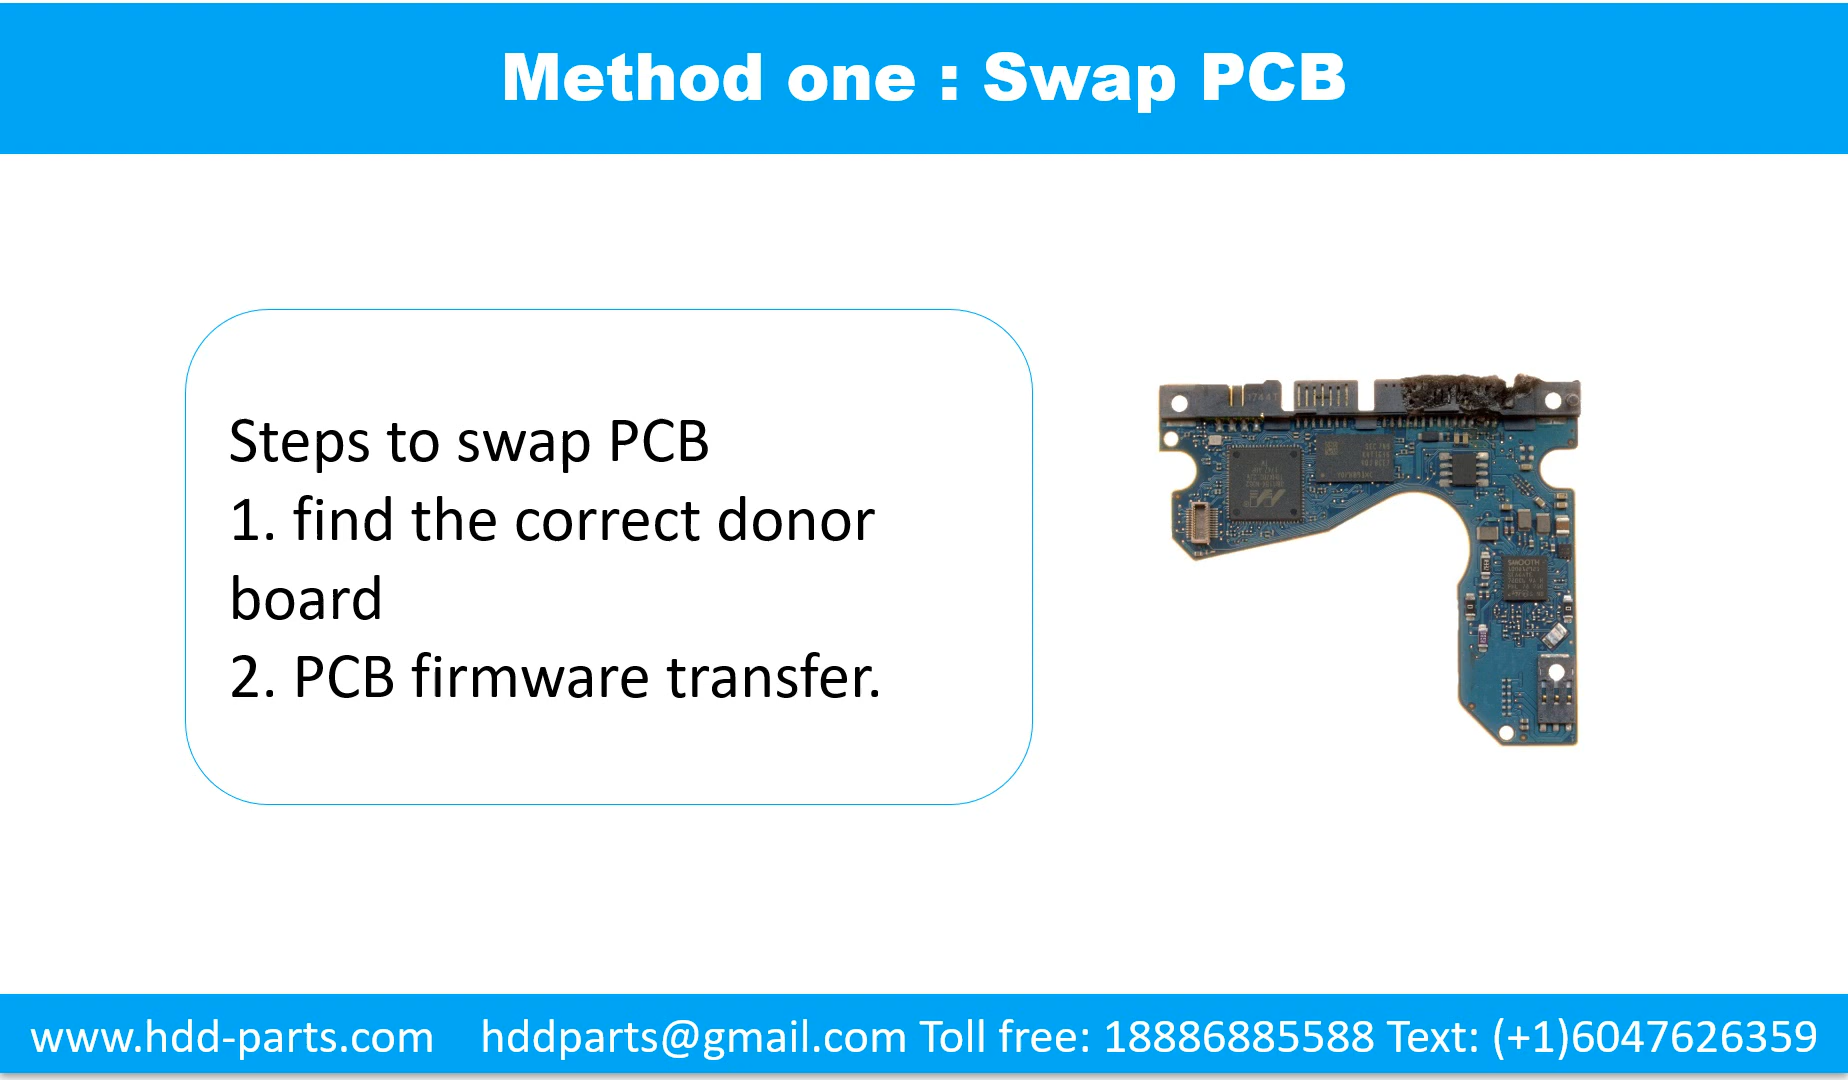 Method one : Swap PCB
Steps to swap PCB
1. find the correct donor
board
2. PCB firmware transfer.
SMOOTH
www.hdd-parts.com hddparts@gmail.com Toll free: 18886885588 Text: (+1)6047626359